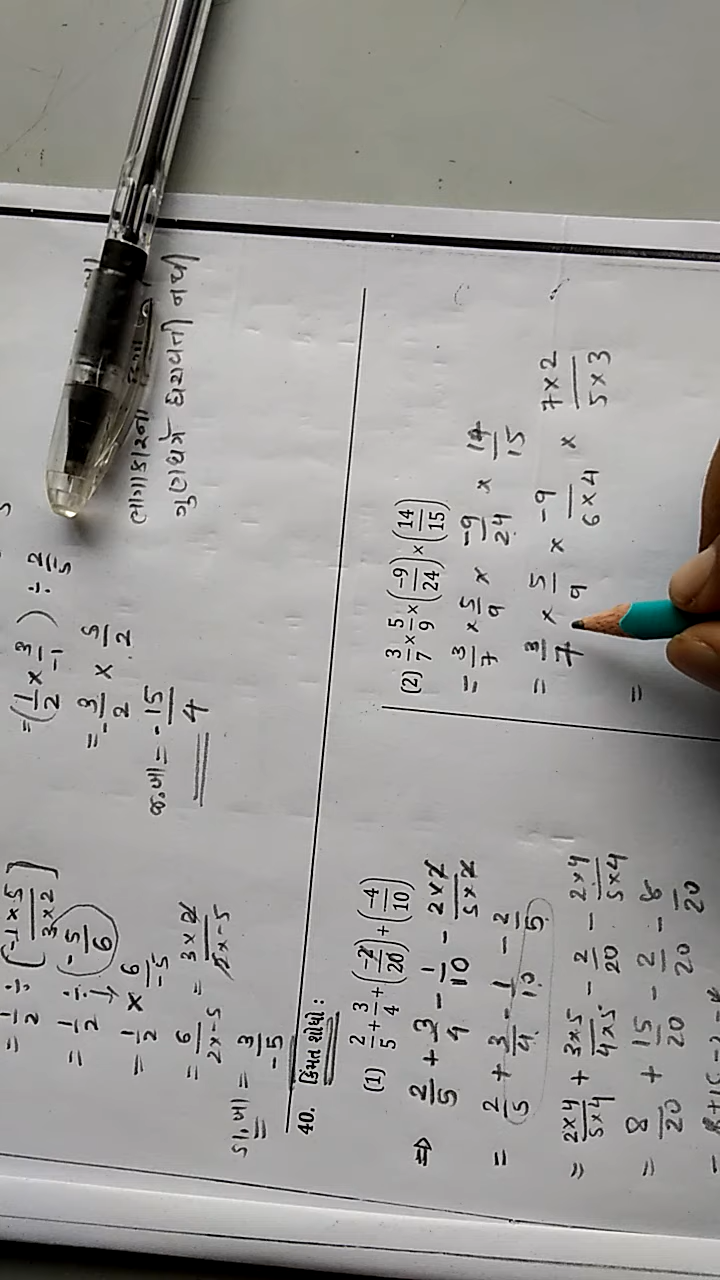 = 1/2 ÷ (-1×5 / 3×2)
= 1/2 ÷ (-5/6)
= 1/2 × 6/-5
= 6/2×-5 = 3×2/2×-5
જ.બા = 3/-5
= (1/2 × 3/-1) ÷ 2/5
= -3/2 × 5/2
જ.બા = -15/4
ભાગાકારના
ગુણધર્મ ધરાવતી નથી
40. કિંમત શોધો :
(1) 2/5 + 3/4 + (-2/20) + (-4/10)
⇒ 2/5 + 3/4 - 1/10 - 2×2/5×2
= 2/5 + 3/4 - 1/10 - 2/5
= 2×4/5×4 + 3×5/4×5 - 2/20 - 2×4/5×4
= 8/20 + 15/20 - 2/20 - 8/20
(2) 3/7 × 5/9 × (-9/24) × (14/15)
= 3/7 × 5/9 × -9/24 × 14/15
= 3/7 × 5/9 × -9/6×4 × 7×2/5×3
=